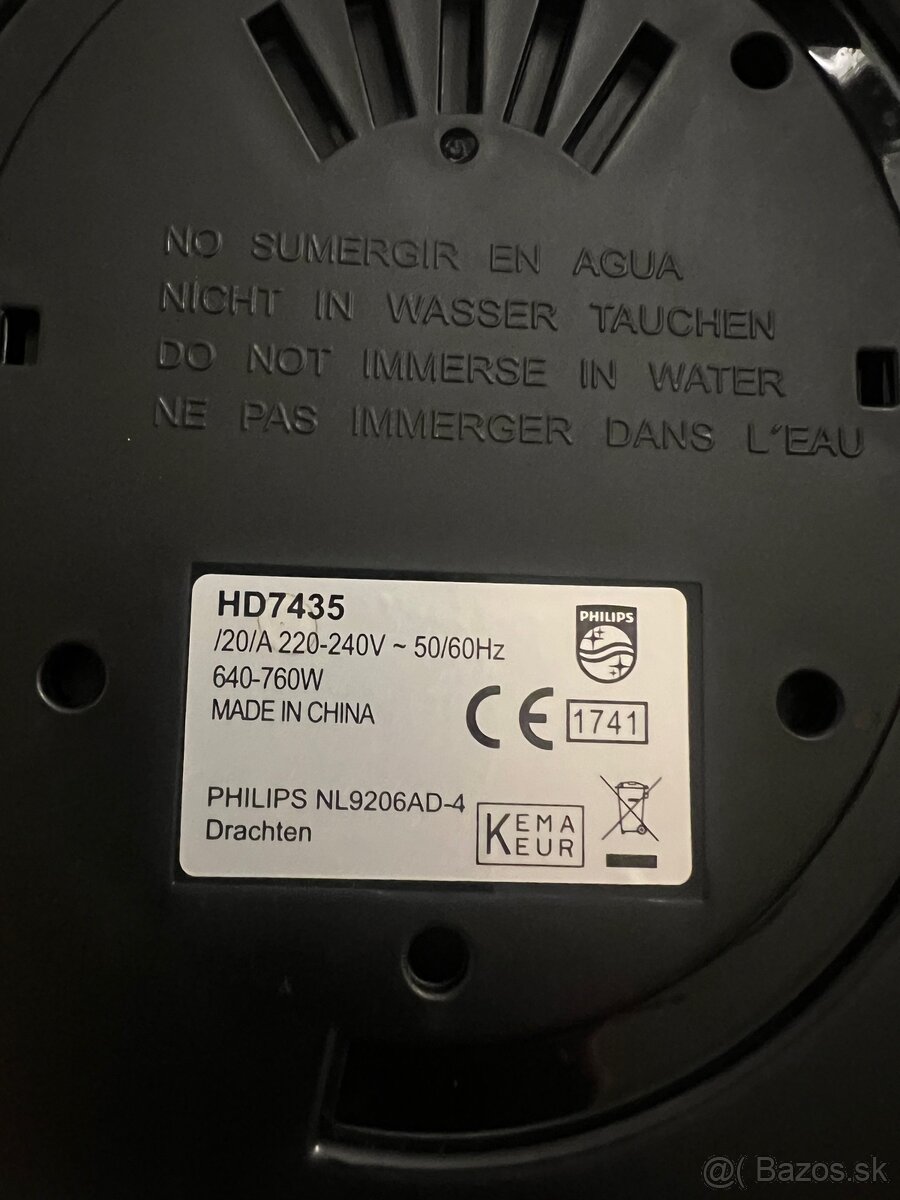 NO SUMERGIR EN AGUA
NICHT IN WASSER TAUCHEN
DO NOT IMMERSE IN WATER
NE PAS IMMERGER DANS L´EAU
HD7435
/20/A 220-240V ~ 50/60Hz
640-760W
MADE IN CHINA
PHILIPS
CE 1741
PHILIPS NL9206AD-4
Drachten
KEMA
KEUR
@( Bazos.sk